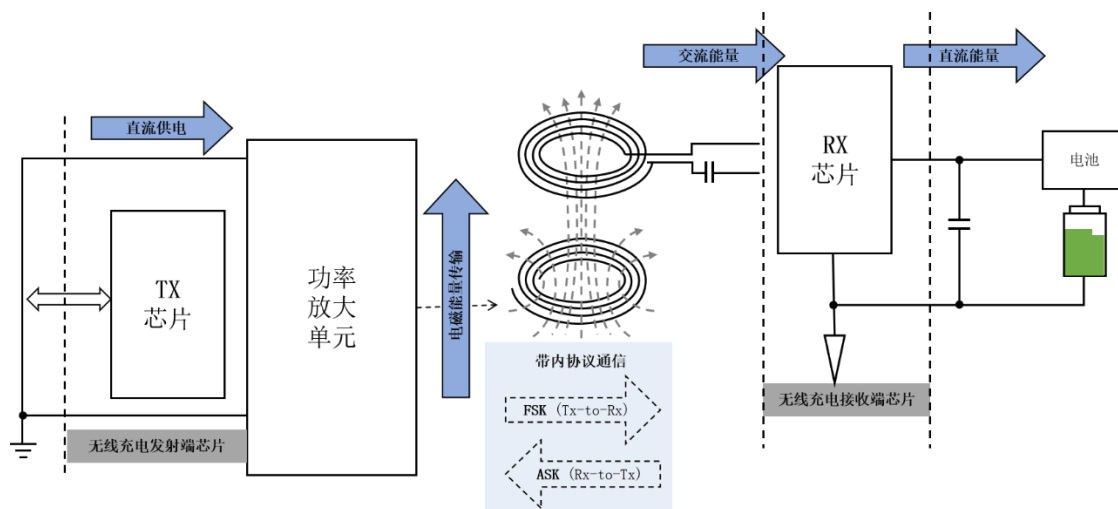 交流能量
直流能量
直流供电
RX
芯片
电池
TX
芯片
功率
放大
单元
电磁能量传输
带内协议通信
FSK (Tx-to-Rx)
ASK (Rx-to-Tx)
无线充电发射端芯片
无线充电接收端芯片